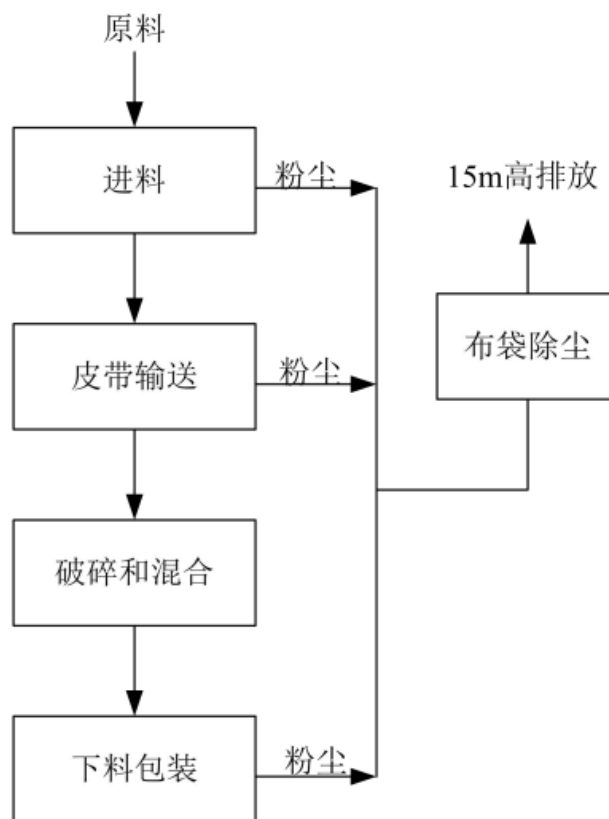 原料
进料
粉尘
15m高排放
皮带输送
粉尘
布袋除尘
破碎和混合
下料包装
粉尘